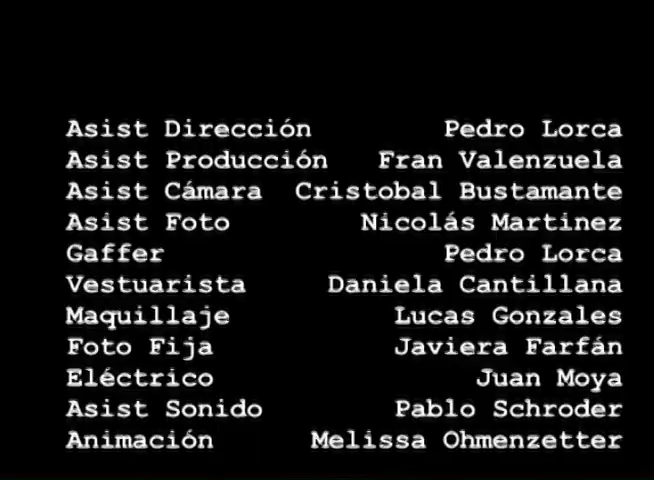 Asist Dirección Pedro Lorca
Asist Producción Fran Valenzuela
Asist Cámara Cristobal Bustamante
Asist Foto Nicolás Martinez
Gaffer Pedro Lorca
Vestuarista Daniela Cantillana
Maquillaje Lucas Gonzales
Foto Fija Javiera Farfán
Eléctrico Juan Moya
Asist Sonido Pablo Schroder
Animación Melissa Ohmenzetter